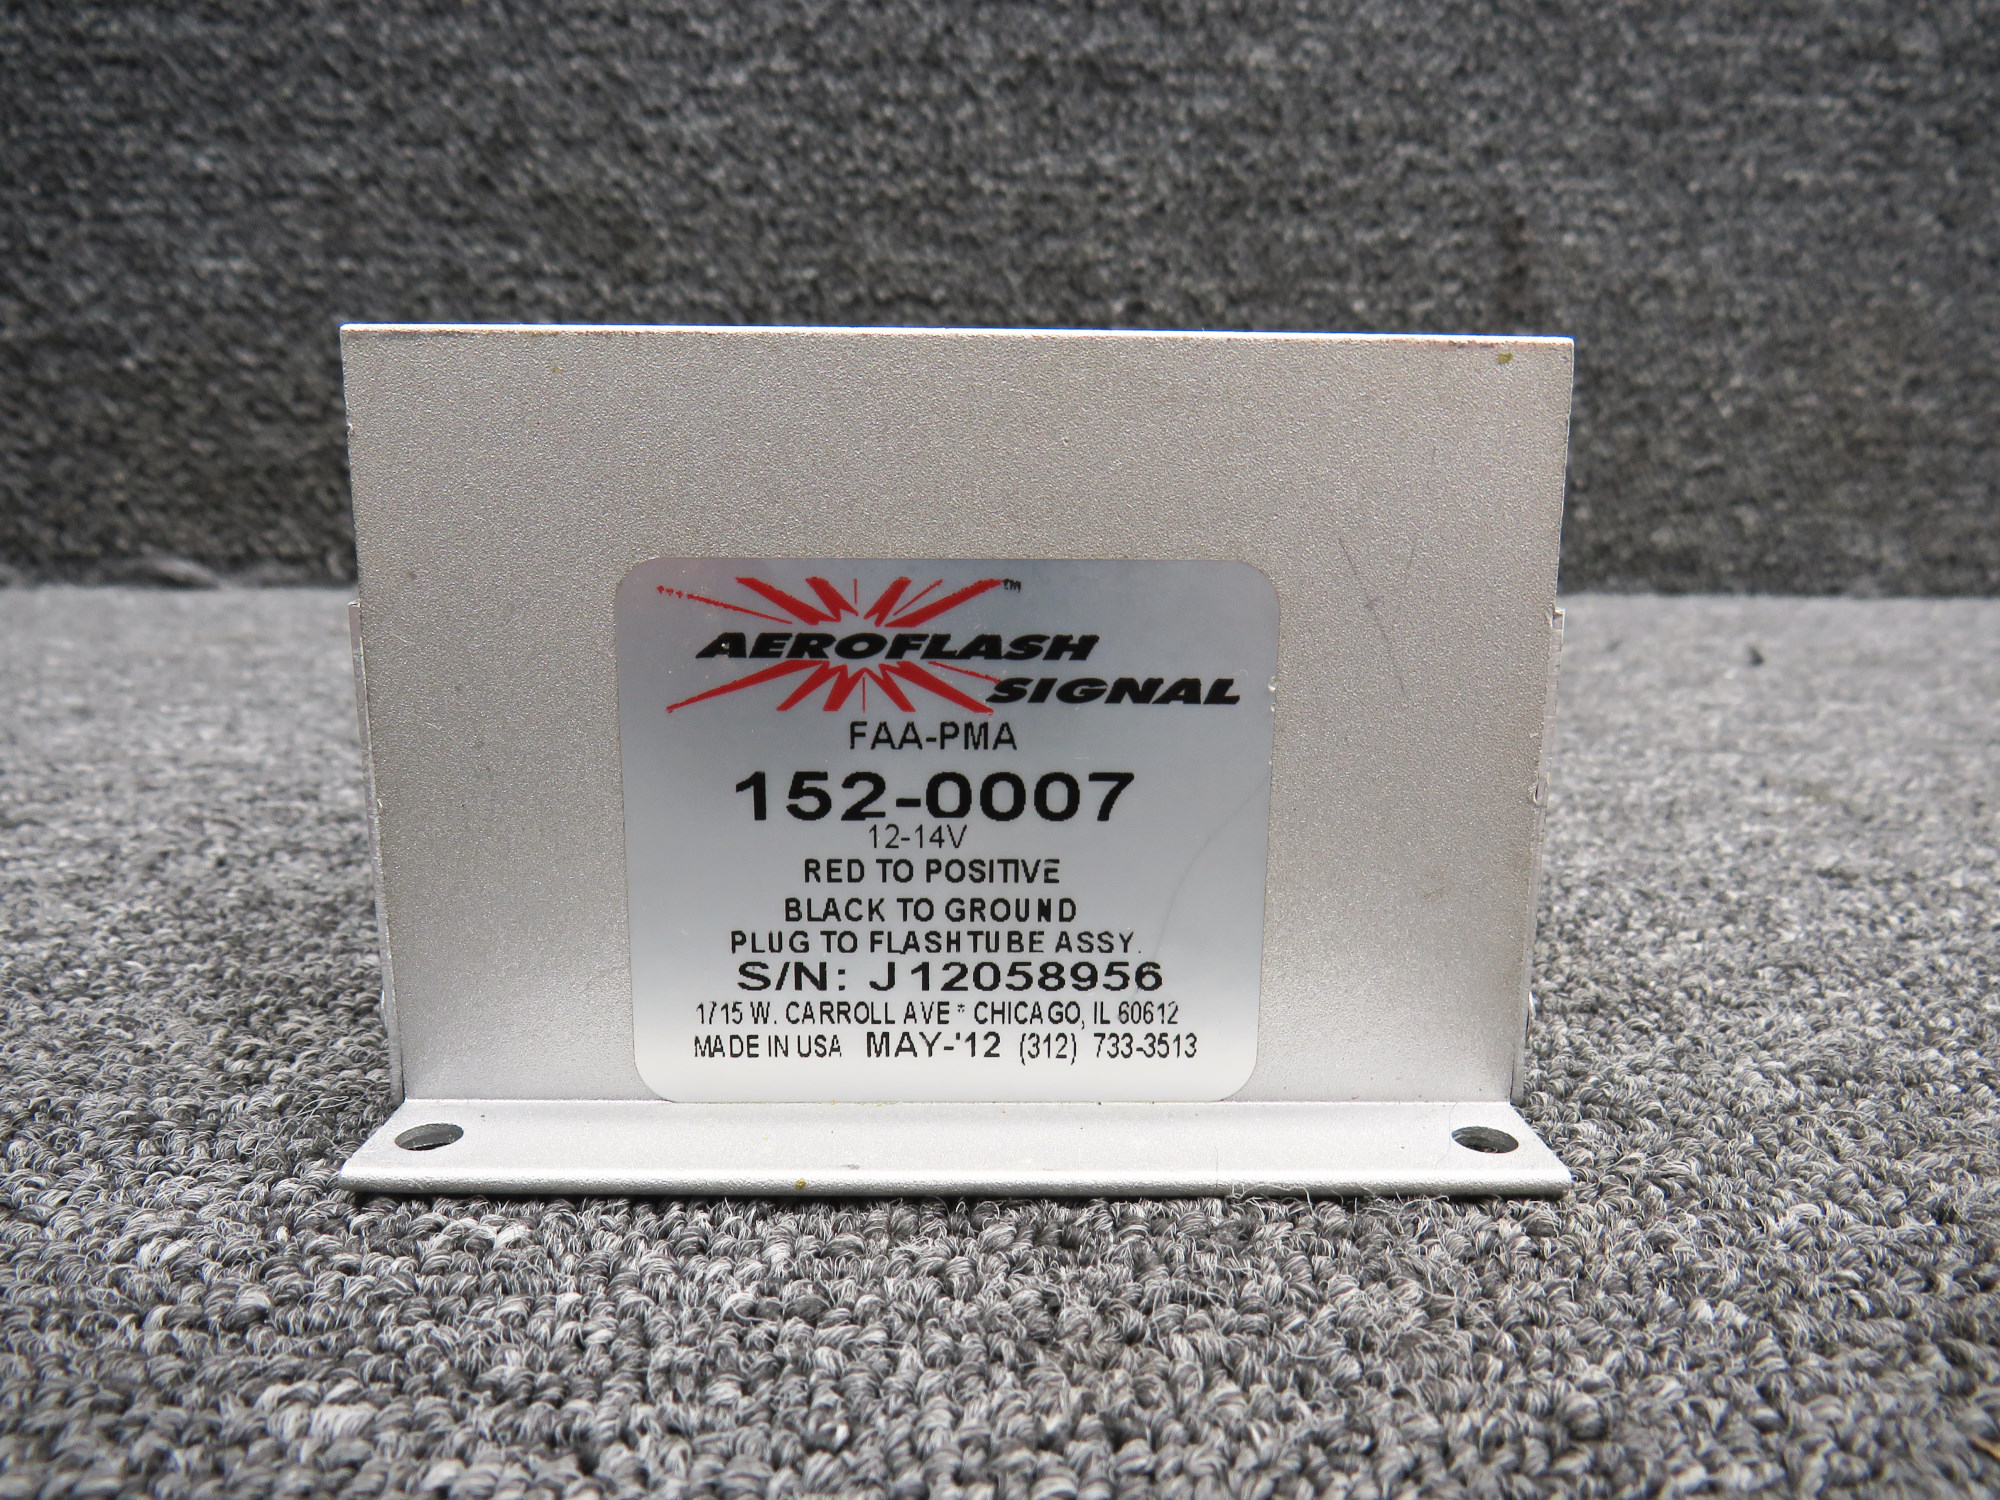 AEROFLASH ™
SIGNAL
FAA-PMA
152-0007
12-14V
RED TO POSITIVE
BLACK TO GROUND
PLUG TO FLASHTUBE ASSY.
S/N: J12058956
1715 W. CARROLL AVE * CHICAGO, IL 60612
MADE IN USA MAY-'12 (312) 733-3513